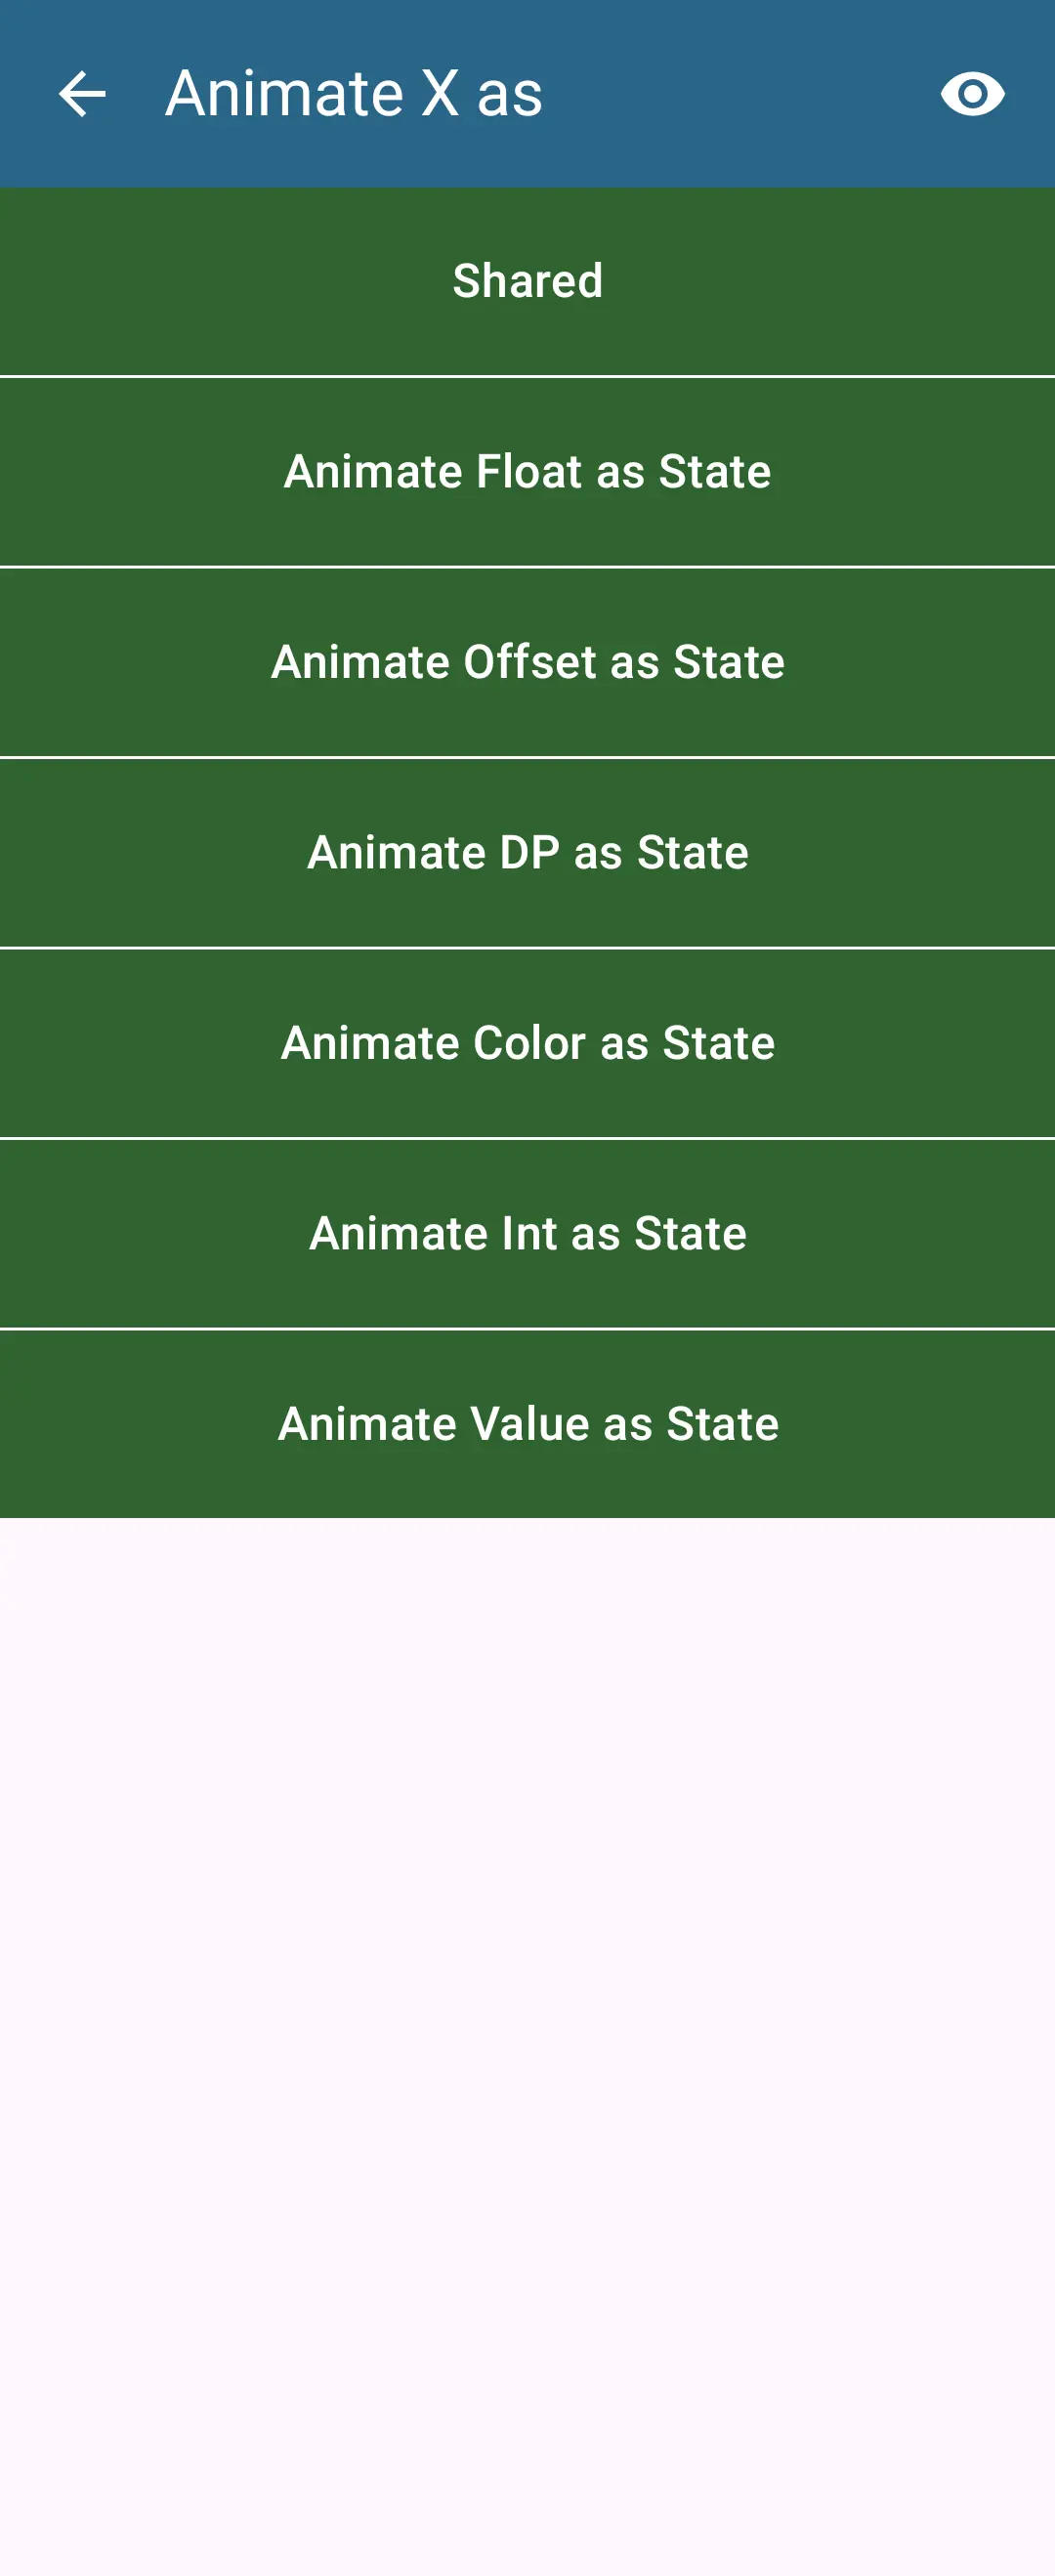 Animate X as
Shared
Animate Float as State
Animate Offset as State
Animate DP as State
Animate Color as State
Animate Int as State
Animate Value as State